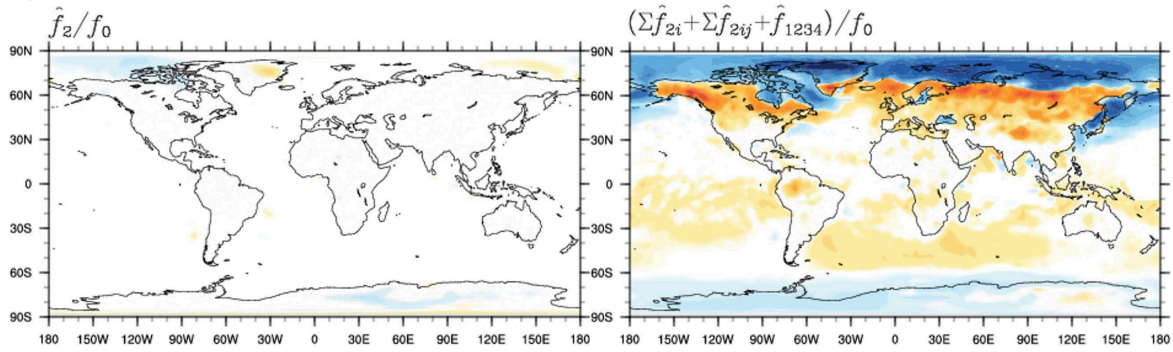 f̂₂/f₀
(Σf̂₂ᵢ+Σf̂₂ᵢⱼ+f̂₁₂₃₄)/f₀
90N 90N
60N 60N
30N 30N
0 0
30S 30S
60S 60S
90S 90S
180 150W 120W 90W 60W 30W 0 30E 60E 90E 120E 150E 180
180 150W 120W 90W 60W 30W 0 30E 60E 90E 120E 150E 180